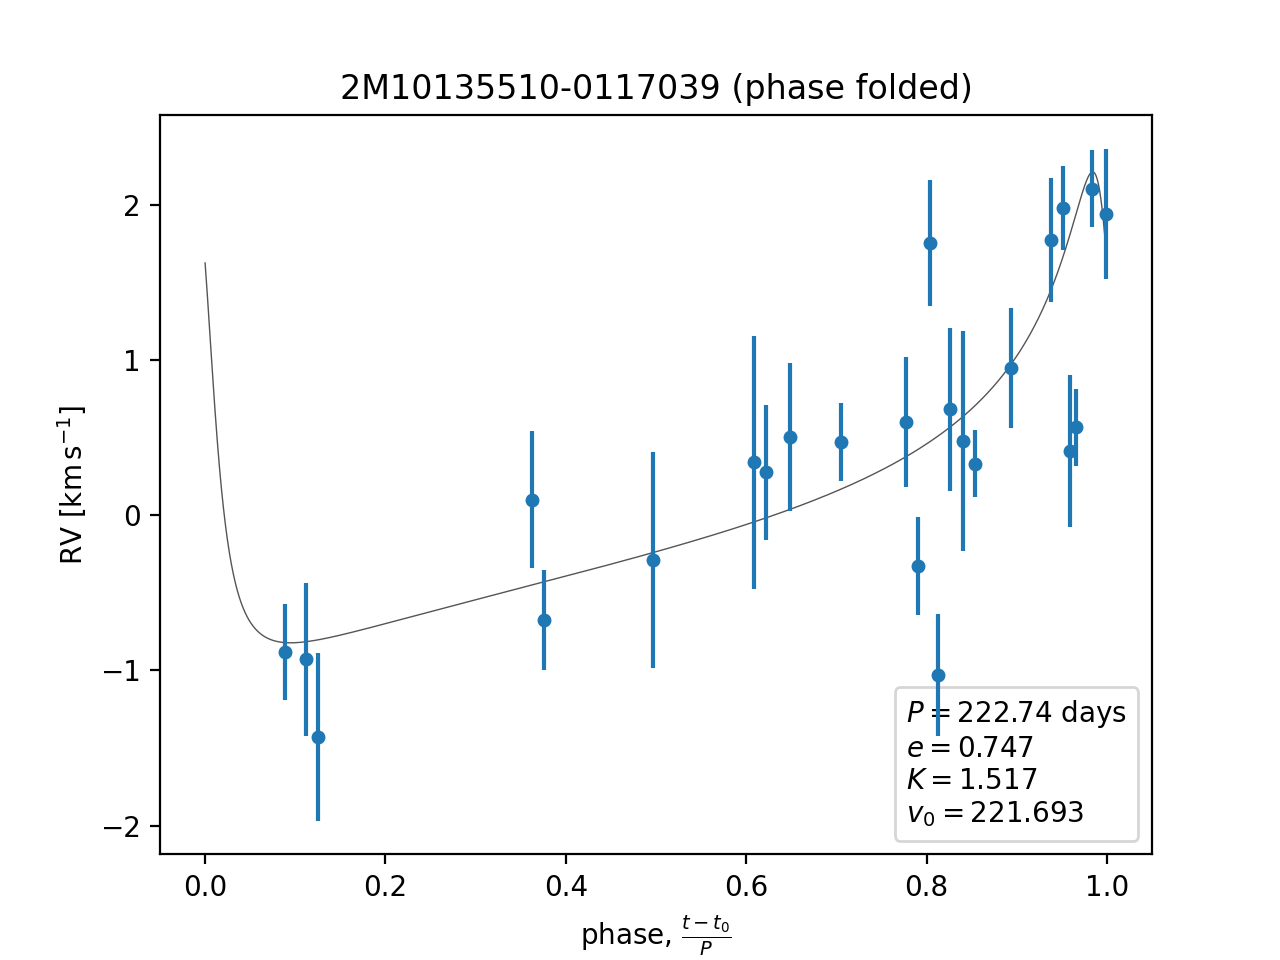 2M10135510-0117039 (phase folded)
RV [km s⁻¹]
2
1
0
−1
−2
P = 222.74 days
e = 0.747
K = 1.517
v₀ = 221.693
0.0 0.2 0.4 0.6 0.8 1.0
phase, (t − t₀)/P